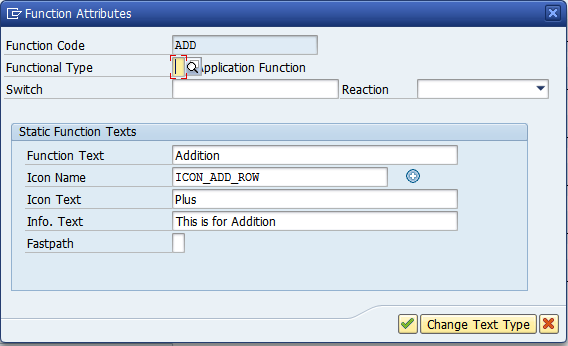 Function Attributes
Function Code ADD
Functional Type Application Function
Switch Reaction
Static Function Texts
Function Text Addition
Icon Name ICON_ADD_ROW
Icon Text Plus
Info. Text This is for Addition
Fastpath
Change Text Type